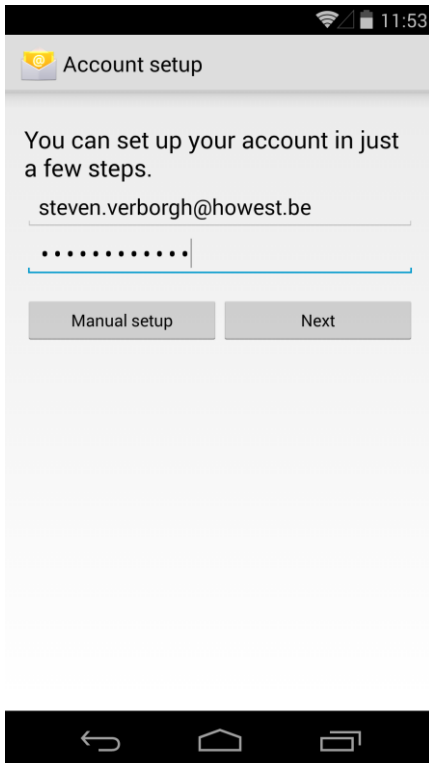 11:53
Account setup
You can set up your account in just
a few steps.
steven.verborgh@howest.be
••••••••••••
Manual setup
Next